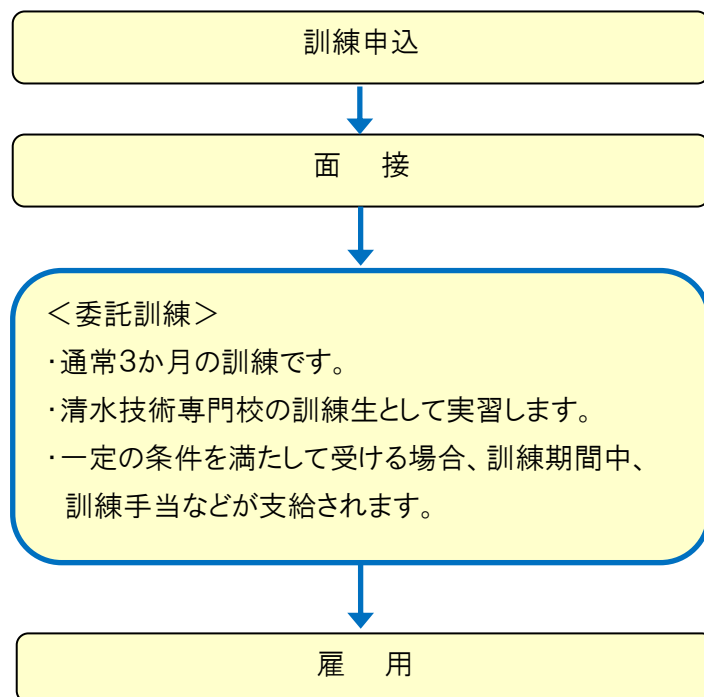 訓練申込
面　接
＜委託訓練＞
・通常3か月の訓練です。
・清水技術専門校の訓練生として実習します。
・一定の条件を満たして受ける場合、訓練期間中、
訓練手当などが支給されます。
雇　用